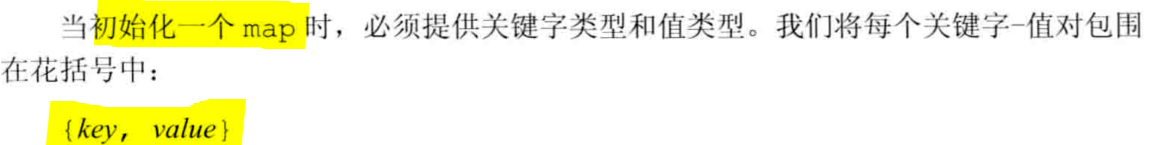 当初始化一个 map 时，必须提供关键字类型和值类型。我们将每个关键字-值对包围
在花括号中：
{key, value}